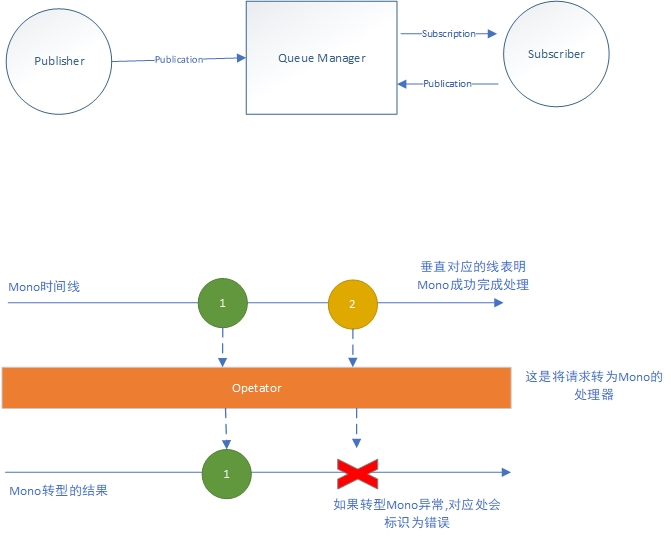 Publisher
Publication
Queue Manager
Subscription
Publication
Subscriber
Mono时间线
1
2
垂直对应的线表明
Mono成功完成处理
Opetator
这是将请求转为Mono的
处理器
Mono转型的结果
1
如果转型Mono异常,对应处会
标识为错误